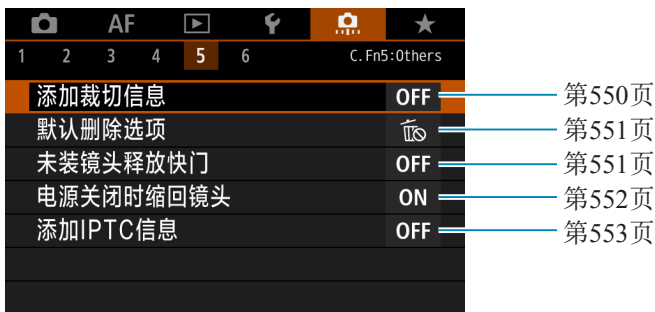 AF
1 2 3 4 5 6 C.Fn5:Others
添加裁切信息 OFF 第550页
默认删除选项 第551页
未装镜头释放快门 OFF 第551页
电源关闭时缩回镜头 ON 第552页
添加IPTC信息 OFF 第553页